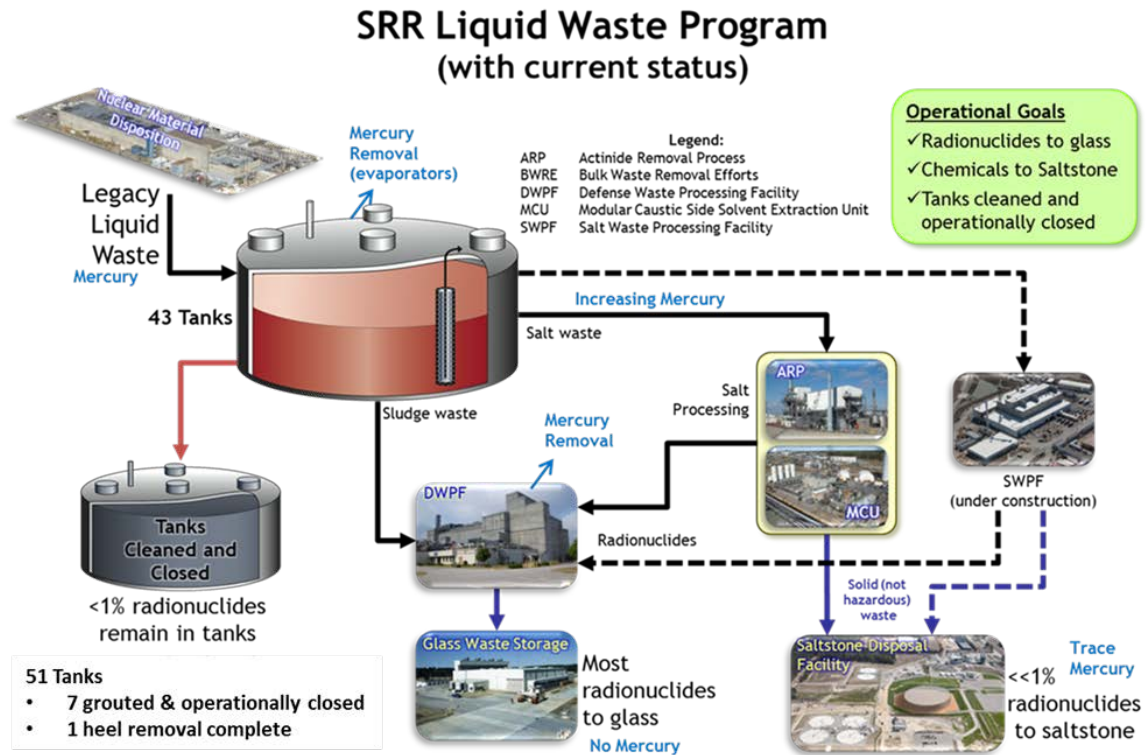 SRR Liquid Waste Program
(with current status)
Nuclear Material
Disposition
Mercury
Removal
(evaporators)
Legend:
ARP Actinide Removal Process
BWRE Bulk Waste Removal Efforts
DWPF Defense Waste Processing Facility
MCU Modular Caustic Side Solvent Extraction Unit
SWPF Salt Waste Processing Facility
Operational Goals
✓Radionuclides to glass
✓Chemicals to Saltstone
✓Tanks cleaned and
operationally closed
Legacy
Liquid
Waste
Mercury
43 Tanks
Increasing Mercury
Salt waste
Sludge waste
ARP
Salt
Processing
MCU
Mercury
Removal
DWPF
SWPF
(under construction)
Radionuclides
Tanks
Cleaned and
Closed
<1% radionuclides
remain in tanks
Solid (not
hazardous)
waste
Glass Waste Storage
Most
radionuclides
to glass
No Mercury
Saltstone Disposal
Facility
Trace
Mercury
<<1%
radionuclides
to saltstone
51 Tanks
• 7 grouted & operationally closed
• 1 heel removal complete